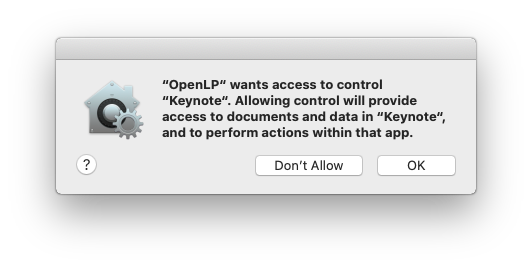 “OpenLP“ wants access to control
“Keynote“. Allowing control will provide
access to documents and data in “Keynote“,
and to perform actions within that app.
? Don’t Allow OK